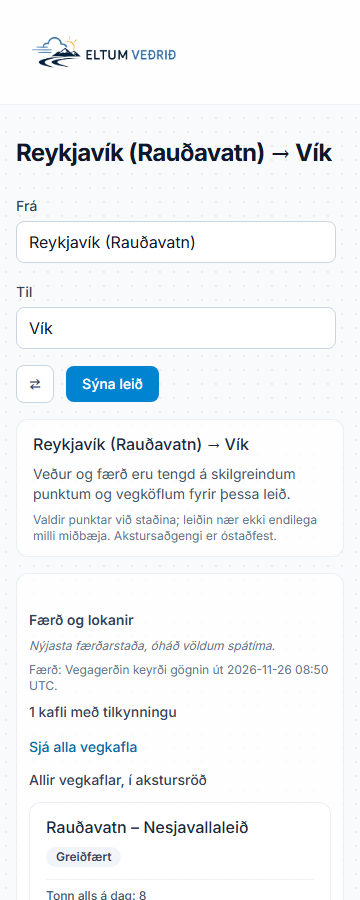 ELTUM VEÐRIÐ
Reykjavík (Rauðavatn) → Vík
Frá
Reykjavík (Rauðavatn)
Til
Vík
⇄ Sýna leið
Reykjavík (Rauðavatn) → Vík
Veður og færð eru tengd á skilgreindum
punktum og vegköflum fyrir þessa leið.
Valdir punktar við staðina; leiðin nær ekki endilega
milli miðbæja. Akstursaðgengi er óstaðfest.
Færð og lokanir
Nýjasta færðarstaða, óháð völdum spátíma.
Færð: Vegagerðin keyrði gögnin út 2026-11-26 08:50
UTC.
1 kafli með tilkynningu
Sjá alla vegkafla
Allir vegkaflar, í akstursröð
Rauðavatn – Nesjavallaleið
Greiðfært
Tonn alls á dag: 8